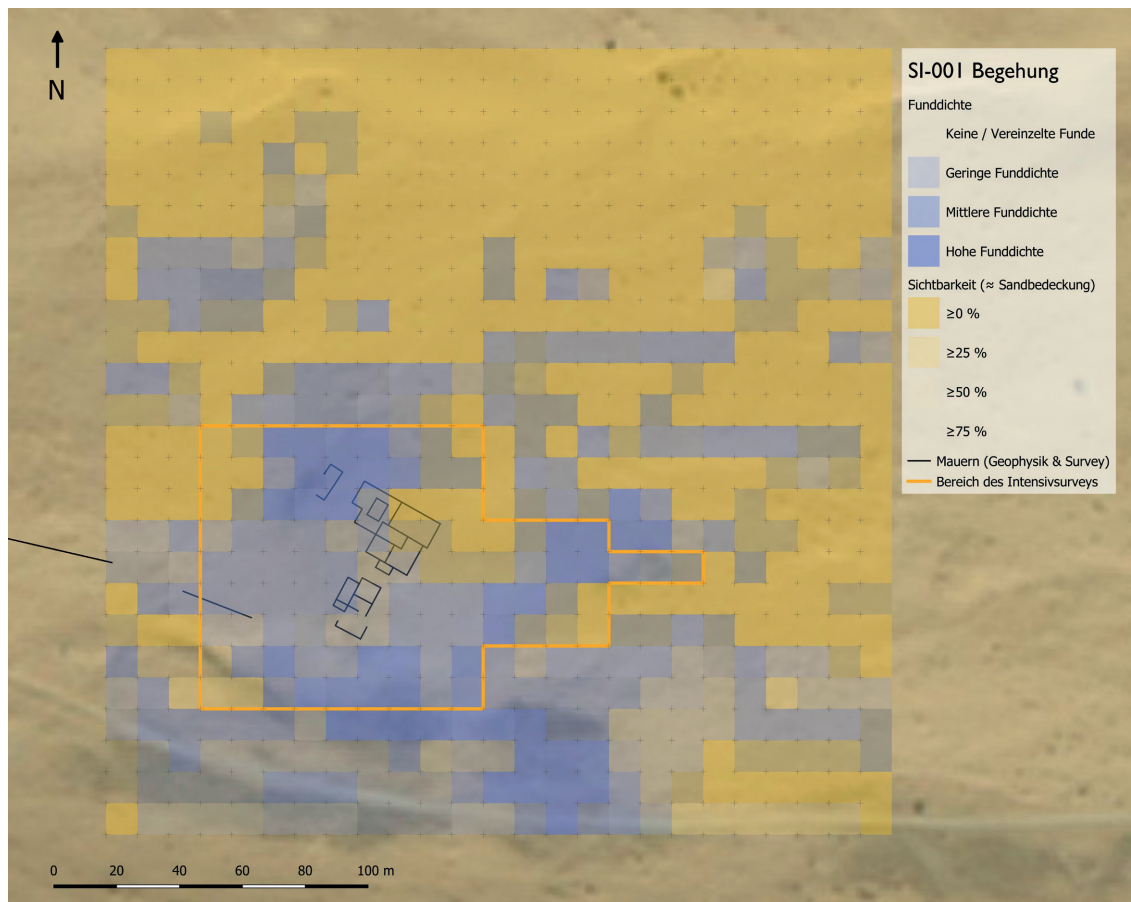 N
SI-001 Begehung
Funddichte
Keine / Vereinzelte Funde
Geringe Funddichte
Mittlere Funddichte
Hohe Funddichte
Sichtbarkeit (≈ Sandbedeckung)
≥0 %
≥25 %
≥50 %
≥75 %
Mauern (Geophysik & Survey)
Bereich des Intensivsurveys
0 20 40 60 80 100 m